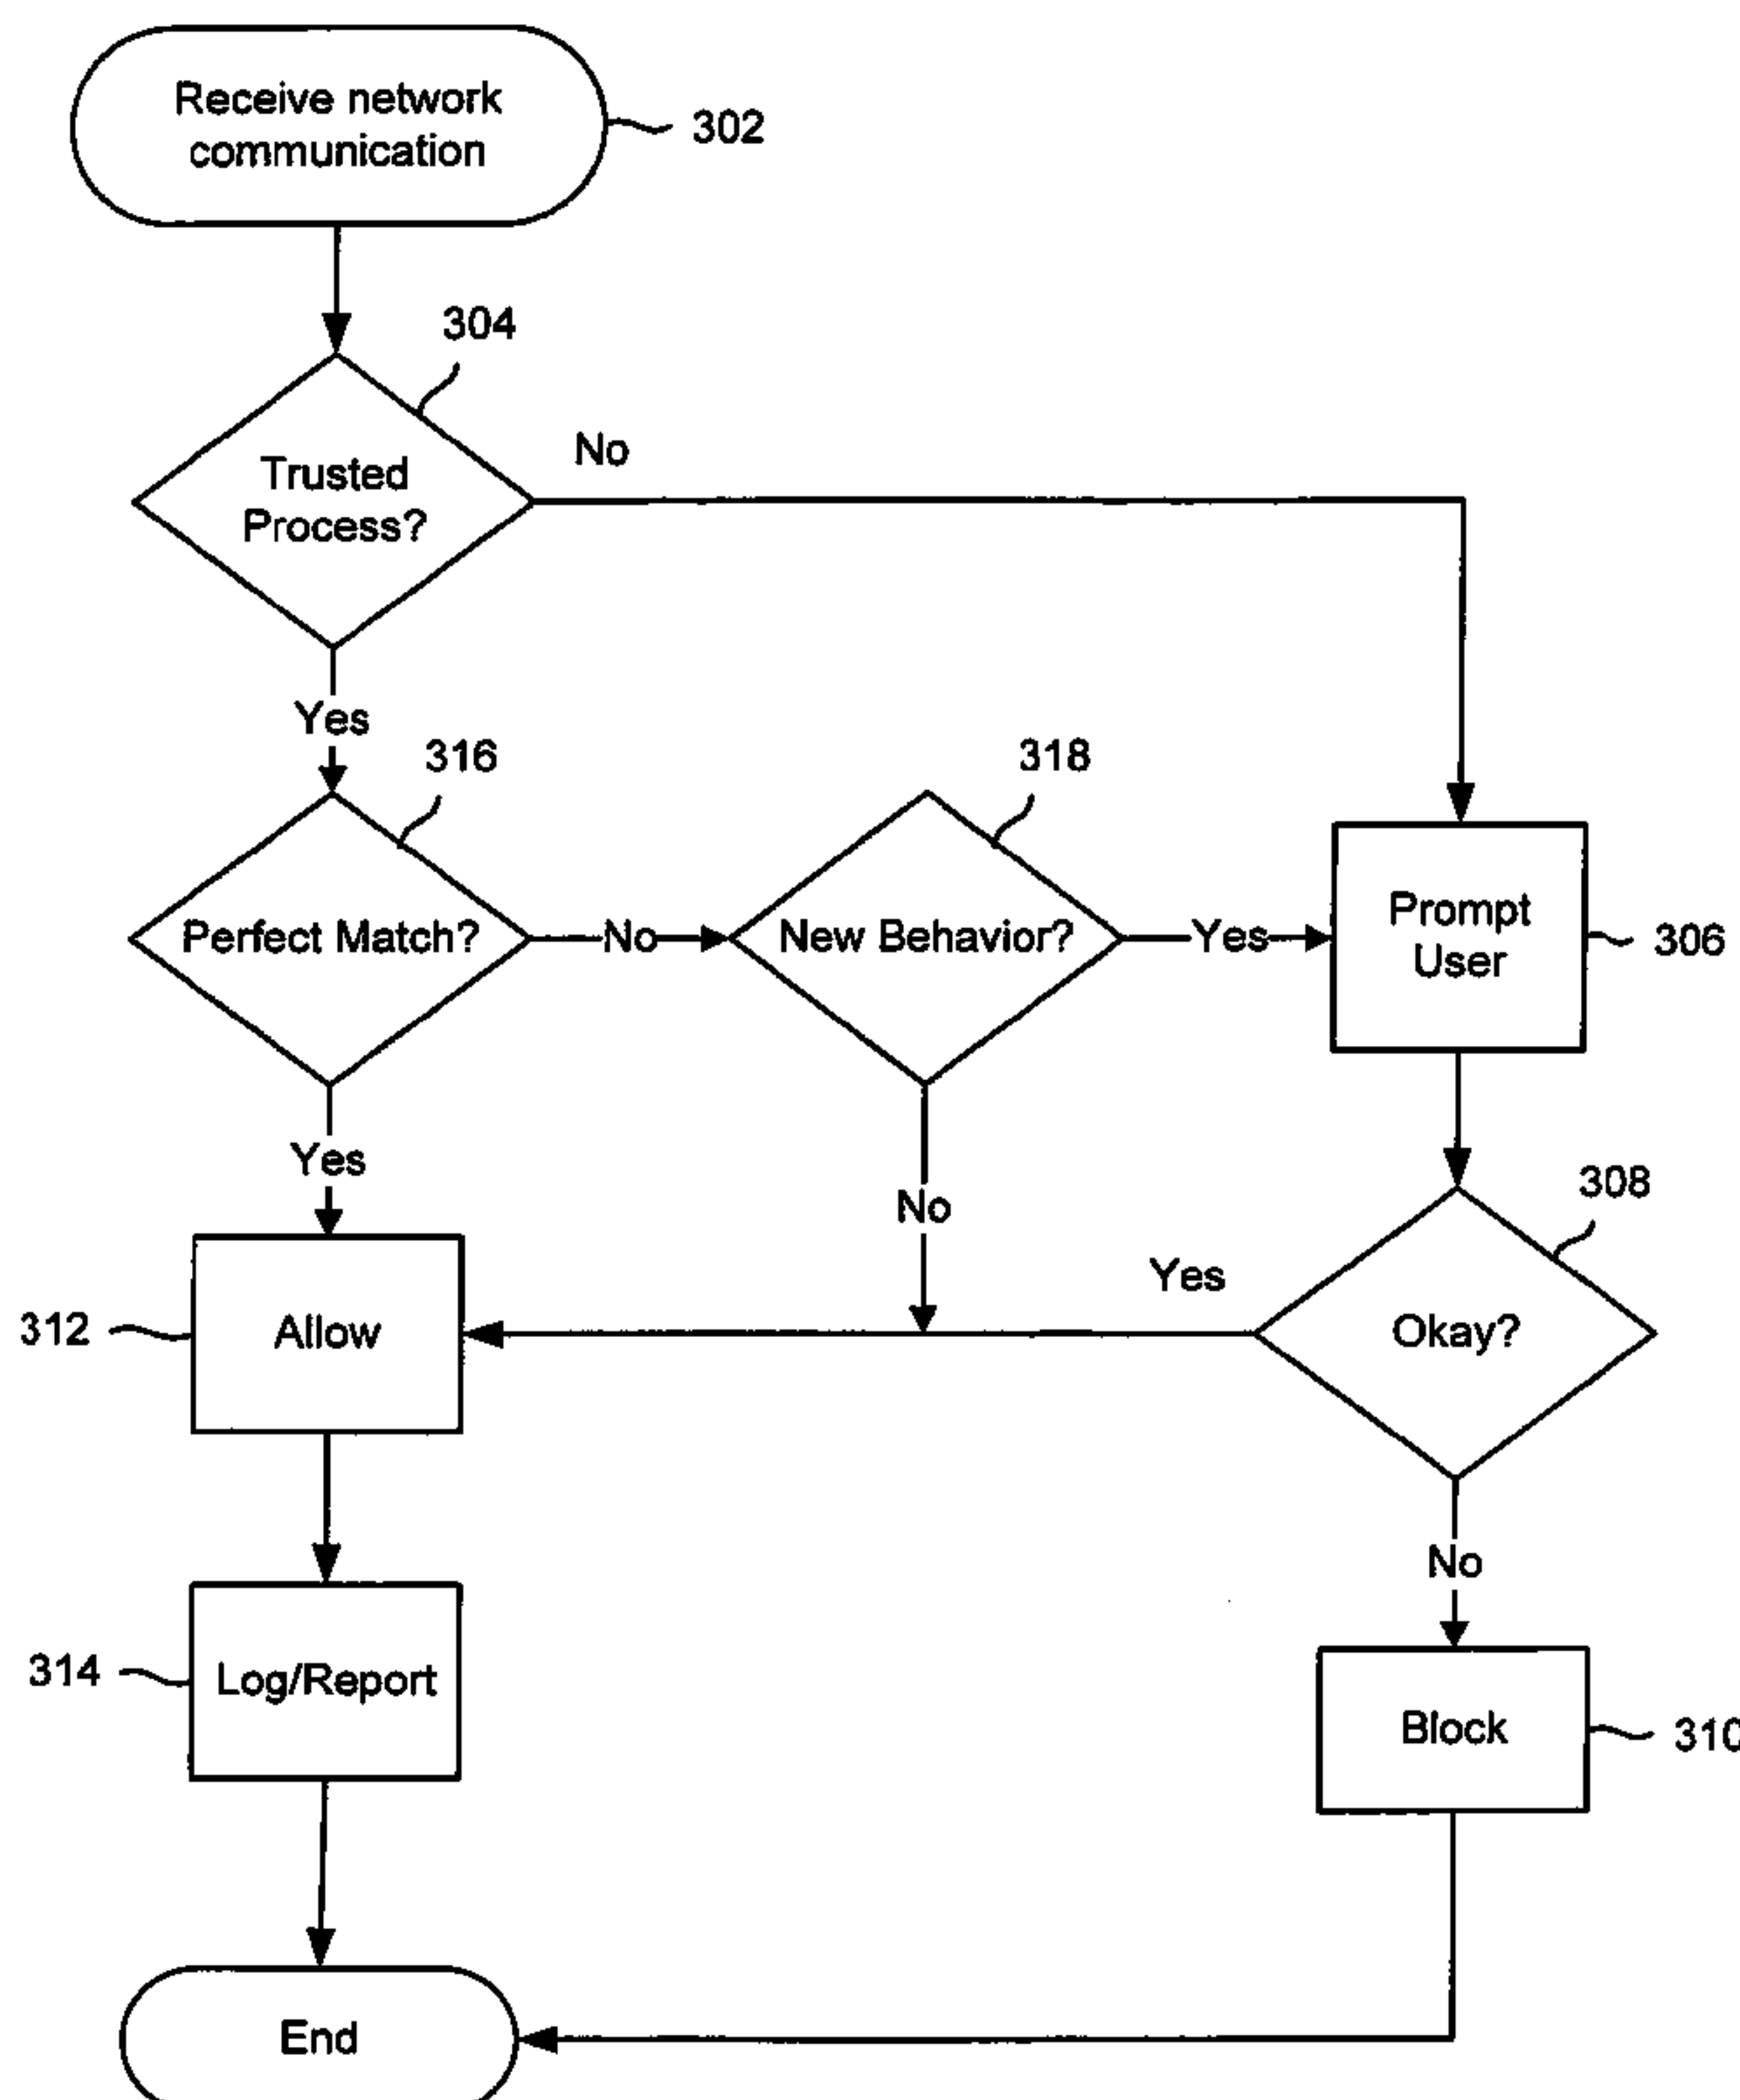 Receive network
communication
302
304
No
Trusted
Process?
Yes
316
318
Perfect Match?
No
New Behavior?
Yes
Prompt
User
306
Yes
No
308
Yes
312
Allow
Okay?
No
314
Log/Report
Block
310
End